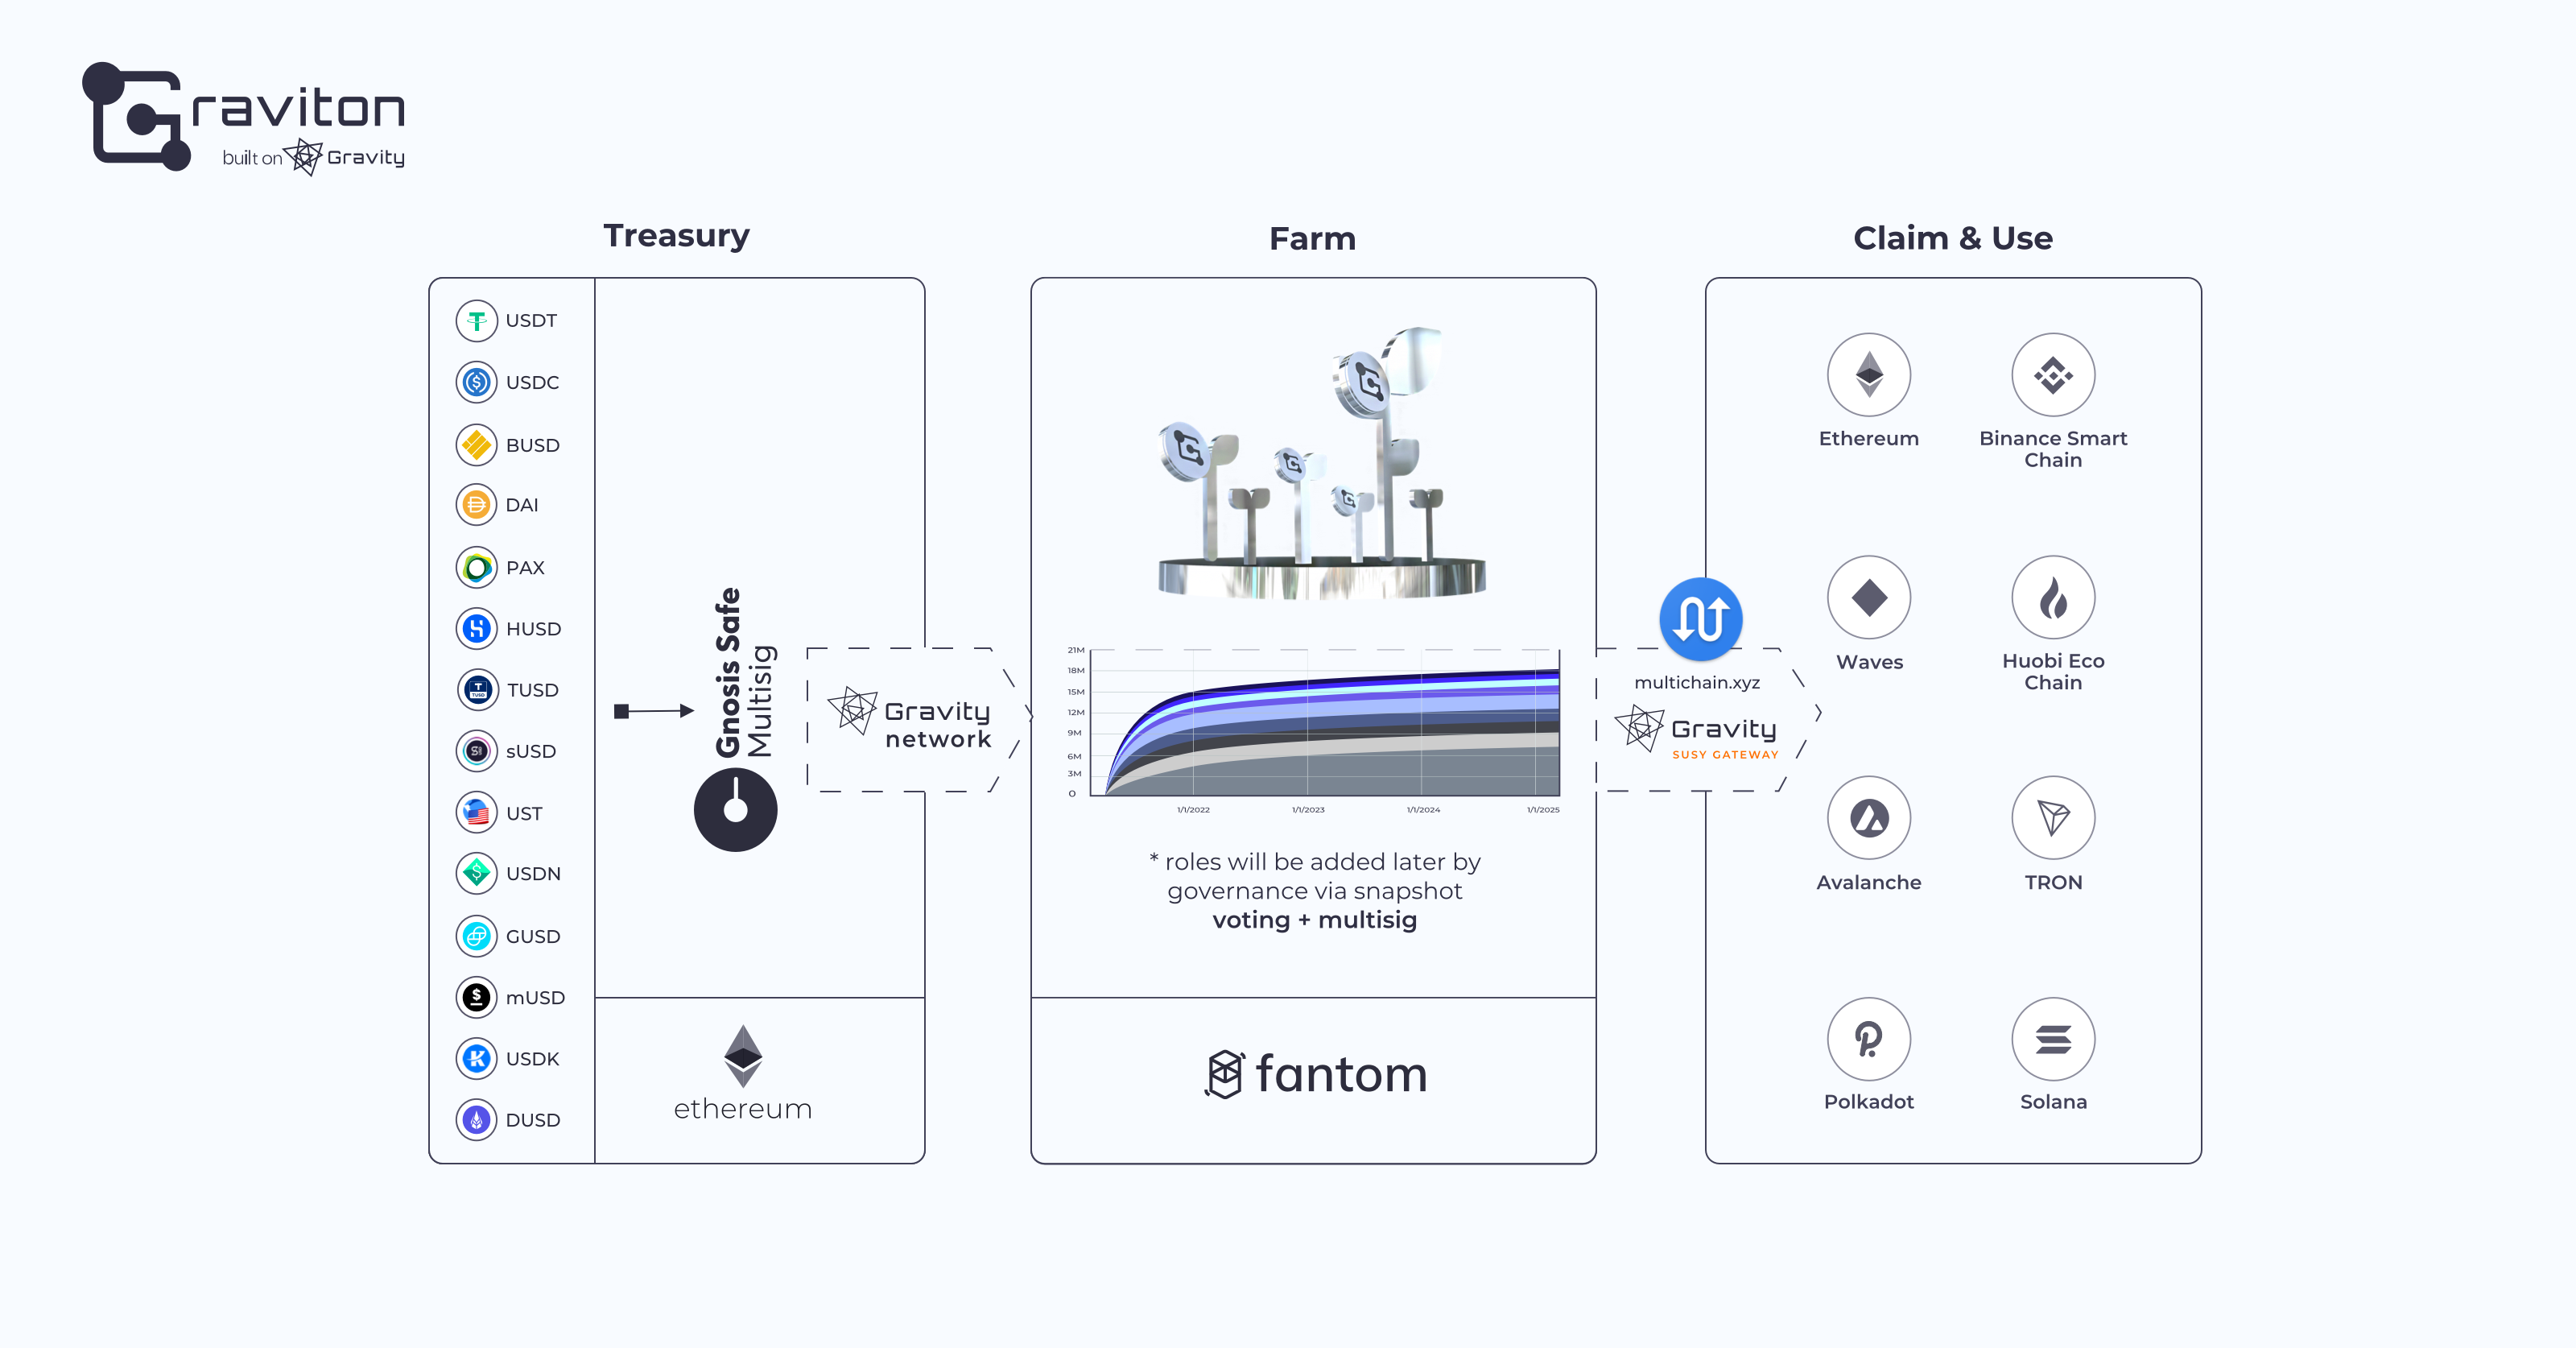 Graviton
built on Gravity
Treasury
USDT
USDC
BUSD
DAI
PAX
HUSD
TUSD
sUSD
UST
USDN
GUSD
mUSD
USDK
DUSD
Gnosis Safe
Multisig
Gravity
network
ethereum
Farm
21M
18M
15M
12M
9M
6M
3M
0
1/1/2022
1/1/2023
1/1/2024
1/1/2025
* roles will be added later by
governance via snapshot
voting + multisig
fantom
multichain.xyz
Gravity
SUSY GATEWAY
Claim & Use
Ethereum
Binance Smart
Chain
Waves
Huobi Eco
Chain
Avalanche
TRON
Polkadot
Solana